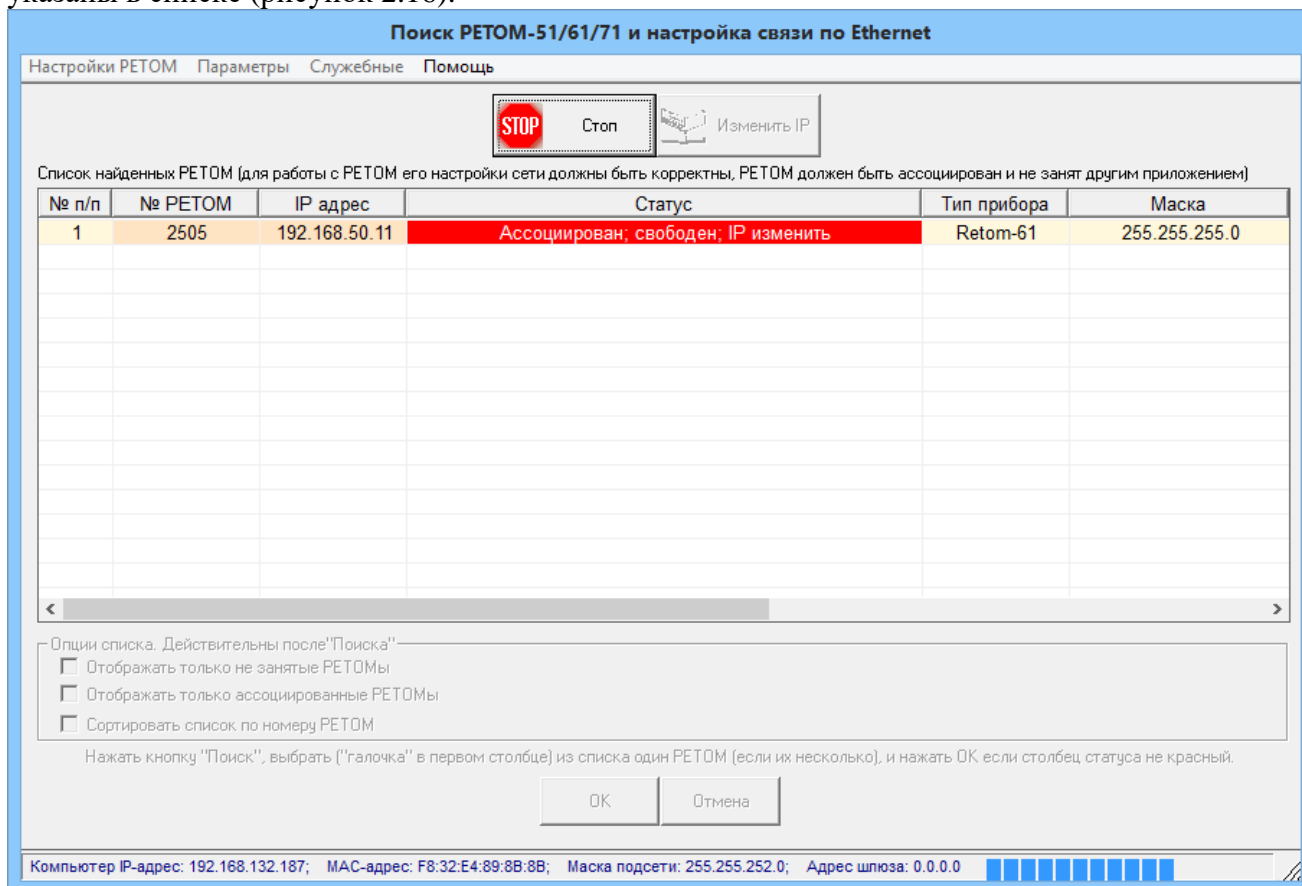 указаны в списке (рисунок 2.18).
Поиск РЕТОМ-51/61/71 и настройка связи по Ethernet
Настройки РЕТОМ Параметры Служебные Помощь
STOP Стоп Изменить IP
Список найденных РЕТОМ (для работы с РЕТОМ его настройки сети должны быть корректны, РЕТОМ должен быть ассоциирован и не занят другим приложением)
№ п/п № РЕТОМ IP адрес Статус Тип прибора Маска
1 2505 192.168.50.11 Ассоциирован; свободен; IP изменить Retom-61 255.255.255.0
Опции списка. Действительны после"Поиска"
Отображать только не занятые РЕТОМы
Отображать только ассоциированные РЕТОМы
Сортировать список по номеру РЕТОМ
Нажать кнопку "Поиск", выбрать ("галочка" в первом столбце) из списка один РЕТОМ (если их несколько), и нажать ОК если столбец статуса не красный.
OK Отмена
Компьютер IP-адрес: 192.168.132.187; MAC-адрес: F8:32:E4:89:8B:8B; Маска подсети: 255.255.252.0; Адрес шлюза: 0.0.0.0